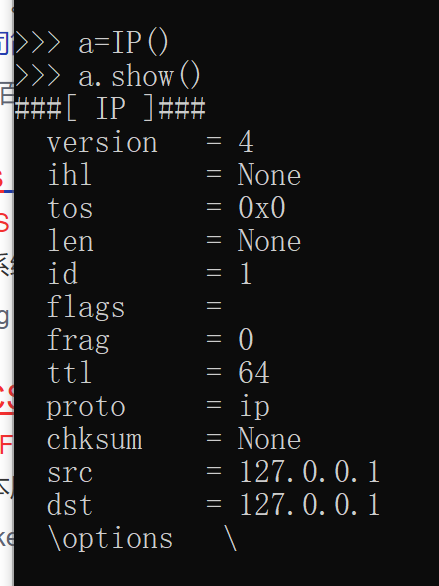 >>> a=IP()
>>> a.show()
###[ IP ]###
  version   = 4
  ihl       = None
  tos       = 0x0
  len       = None
  id        = 1
  flags     =
  frag      = 0
  ttl       = 64
  proto     = ip
  chksum    = None
  src       = 127.0.0.1
  dst       = 127.0.0.1
  \options   \